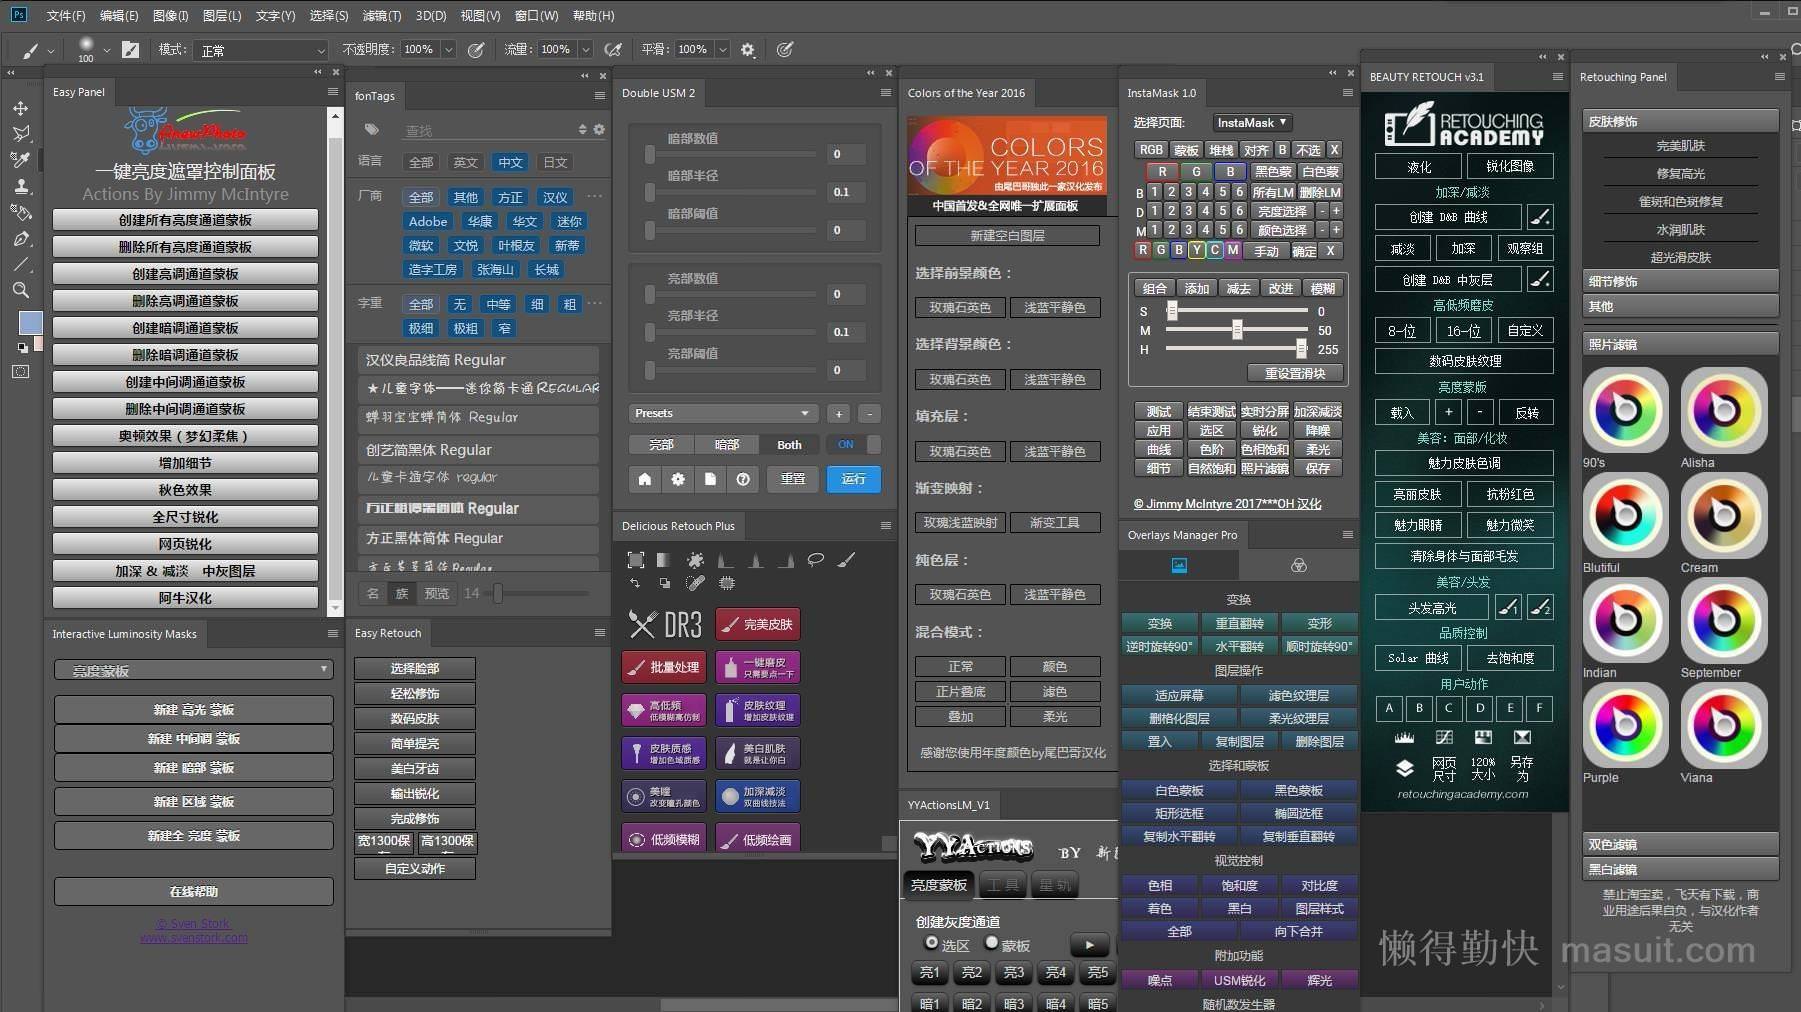 Ps 文件(F) 编辑(E) 图像(I) 图层(L) 文字(Y) 选择(S) 滤镜(T) 3D(D) 视图(V) 窗口(W) 帮助(H)
100 模式: 正常 不透明度: 100% 流量: 100% 平滑: 100%
Easy Panel
一键亮度遮罩控制面板
Actions By Jimmy McIntyre
创建所有亮度通道蒙板
删除所有亮度通道蒙板
创建高调通道蒙板
删除高调通道蒙板
创建暗调通道蒙板
删除暗调通道蒙板
创建中间调通道蒙板
删除中间调通道蒙板
奥顿效果 ( 梦幻柔焦 )
增加细节
秋色效果
全尺寸锐化
网页锐化
加深 & 减淡 中灰图层
阿牛汉化
Interactive Luminosity Masks
亮度蒙板
新建 高光 蒙板
新建 中间调 蒙板
新建 暗部 蒙板
新建 区域 蒙板
新建全 亮度 蒙板
在线帮助
© Sven Stork
www.svenstork.com
fonTags
查找
语言 全部 英文 中文 日文
厂商 全部 其他 方正 汉仪 ···
Adobe 华康 华文 迷你
微软 文悦 叶根友 新蒂
造字工房 张海山 长城
字重 全部 无 中等 细 粗 ···
极细 极粗 窄
汉仪良品线简 Regular
★儿童字体——迷你简卡通 REGULAR
蝉羽宝宝蝉简体 Regular
创艺简黑体 Regular
儿童卡通字体 regular
方正粗谭黑简体 Regular
方正黑体简体 Regular
名 族 预览 14
Easy Retouch
选择脸部
轻松修饰
数码皮肤
简单提亮
美白牙齿
输出锐化
完成修饰
宽1300保 高1300保
自定义动作
Double USM 2
暗部数值 0
暗部半径 0.1
暗部阈值 0
亮部数值 0
亮部半径 0.1
亮部阈值 0
Presets + -
亮部 暗部 Both ON
重置 运行
Delicious Retouch Plus
DR3 完美皮肤
批量处理 一键磨皮 只需要点一下
高低频 低模糊高仿制 皮肤纹理 增加皮肤纹理
皮肤质感 增加色域质感 美白肌肤 就是让你白
美瞳 改变瞳孔颜色 加深减淡 双曲线技法
低频模糊 低频绘画
Colors of the Year 2016
COLORS
OF THE YEAR 2016
由尾巴哥独此一家汉化发布
中国首发&全网唯一扩展面板
新建空白图层
选择前景颜色：
玫瑰石英色 浅蓝平静色
选择背景颜色：
玫瑰石英色 浅蓝平静色
填充层：
玫瑰石英色 浅蓝平静色
渐变映射：
玫瑰浅蓝映射 渐变工具
纯色层：
玫瑰石英色 浅蓝平静色
混合模式：
正常 颜色
正片叠底 滤色
叠加 柔光
感谢您使用年度颜色by尾巴哥汉化
YYActionsLM_V1
YYActions BY
亮度蒙板 工具 星轨
创建灰度通道
选区 蒙板
亮1 亮2 亮3 亮4 亮5
暗1 暗2 暗3 暗4 暗5
InstaMask 1.0
选择页面: InstaMask
RGB 蒙板 堆栈 对齐 B 不选 X
R G B 黑色蒙 白色蒙
B 1 2 3 4 5 6 所有LM 删除LM
D 1 2 3 4 5 6 亮度选择 - +
M 1 2 3 4 5 6 颜色选择 - +
R G B Y C M 手动 确定 X
组合 添加 减去 改进 模糊
S 0
M 50
H 255
重设置滑块
测试 结束测试 实时分屏 加深减淡
应用 选区 锐化 降噪
曲线 色阶 色相饱和 柔光
细节 自然饱和 照片滤镜 保存
© Jimmy McIntyre 2017***OH 汉化
Overlays Manager Pro
变换
变换 垂直翻转 变形
逆时旋转90° 水平翻转 顺时旋转90°
图层操作
适应屏幕 滤色纹理层
删格化图层 柔光纹理层
置入 复制图层 删除图层
选择和蒙板
白色蒙板 黑色蒙板
矩形选框 椭圆选框
复制水平翻转 复制垂直翻转
视觉控制
色相 饱和度 对比度
着色 黑白 图层样式
全部 向下合并
附加功能
噪点 USM锐化 辉光
随机数发生器
BEAUTY RETOUCH v3.1
RETOUCHING
ACADEMY
液化 锐化图像
加深/减淡
创建 D&B 曲线
减淡 加深 观察组
创建 D&B 中灰层
高低频磨皮
8-位 16-位 自定义
数码皮肤纹理
亮度蒙版
载入 + - 反转
美容: 面部/化妆
魅力皮肤色调
亮丽皮肤 抗粉红色
魅力眼睛 魅力微笑
清除身体与面部毛发
美容/头发
头发高光 1 2
品质控制
Solar 曲线 去饱和度
用户动作
A B C D E F
网页尺寸 120%大小 另存为
retouchingacademy.com
Retouching Panel
皮肤修饰
完美肌肤
修复高光
雀斑和色斑修复
水润肌肤
超光滑皮肤
细节修饰
其他
照片滤镜
90's Alisha
Blutiful Cream
Indian September
Purple Viana
双色滤镜
黑白滤镜
禁止淘宝卖，飞天有下载，商
业用途后果自负，与汉化作者
无关
懒得勤快 masuit.com